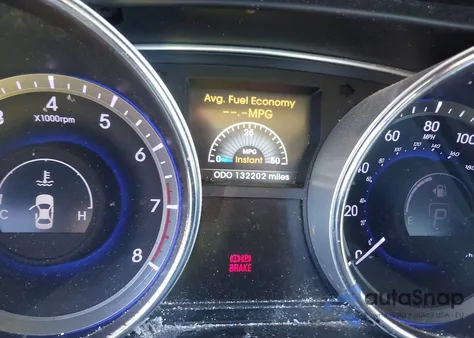 Avg. Fuel Economy
--.-MPG
25
MPG
0 Instant 50
ODO 132202 miles
4 5 6 7 8
X1000rpm
C H
BRAKE
0 20 40 60 80 100
MPH
E P
autoSnap